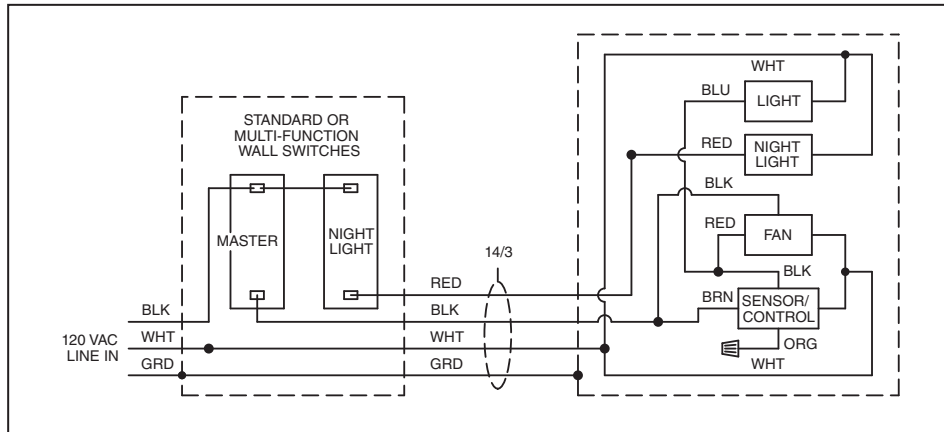 WHT
BLU
LIGHT
STANDARD OR
MULTI-FUNCTION
WALL SWITCHES
RED
NIGHT
LIGHT
BLK
MASTER
NIGHT
LIGHT
RED
FAN
14/3
BLK
RED
BRN
SENSOR/
CONTROL
BLK
BLK
120 VAC
LINE IN
WHT
WHT
ORG
GRD
GRD
WHT